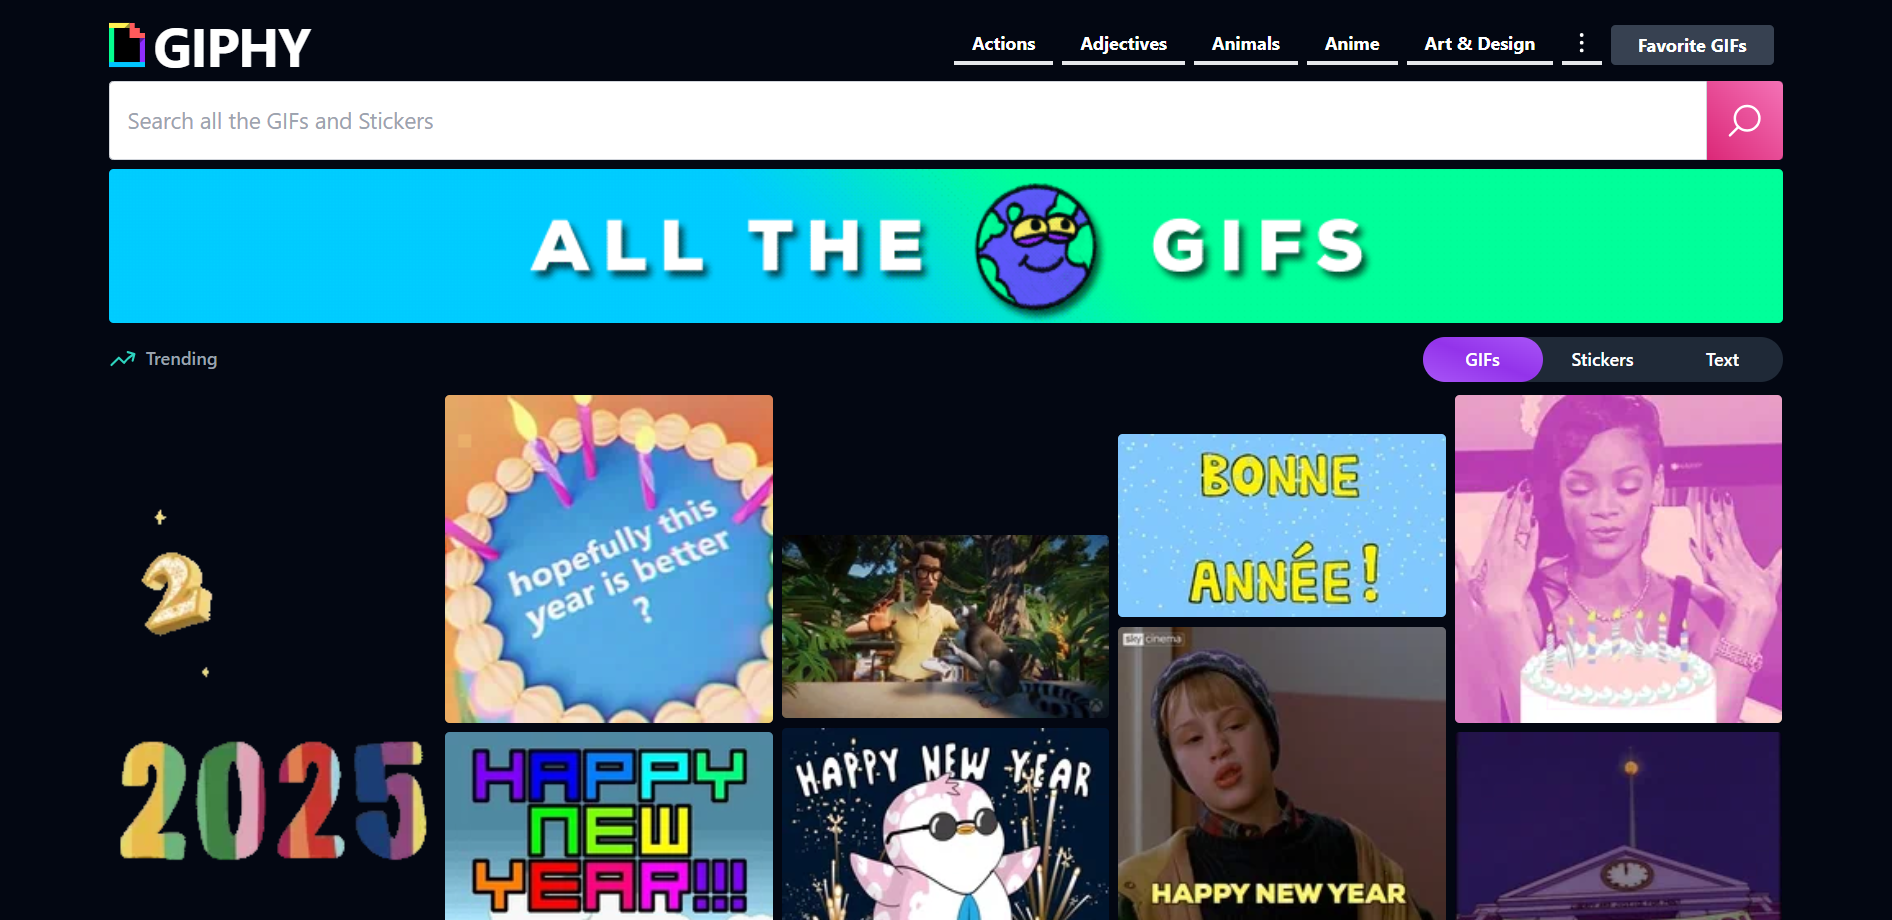 GIPHY
Actions
Adjectives
Animals
Anime
Art & Design
Favorite GIFs
Search all the GIFs and Stickers
ALL THE GIFS
Trending
GIFs
Stickers
Text
2
hopefully this
year is better
?
BONNE
ANNÉE!
2025
HAPPY
NEW
YEAR!!!
HAPPY NEW YEAR
sky cinema
HAPPY NEW YEAR